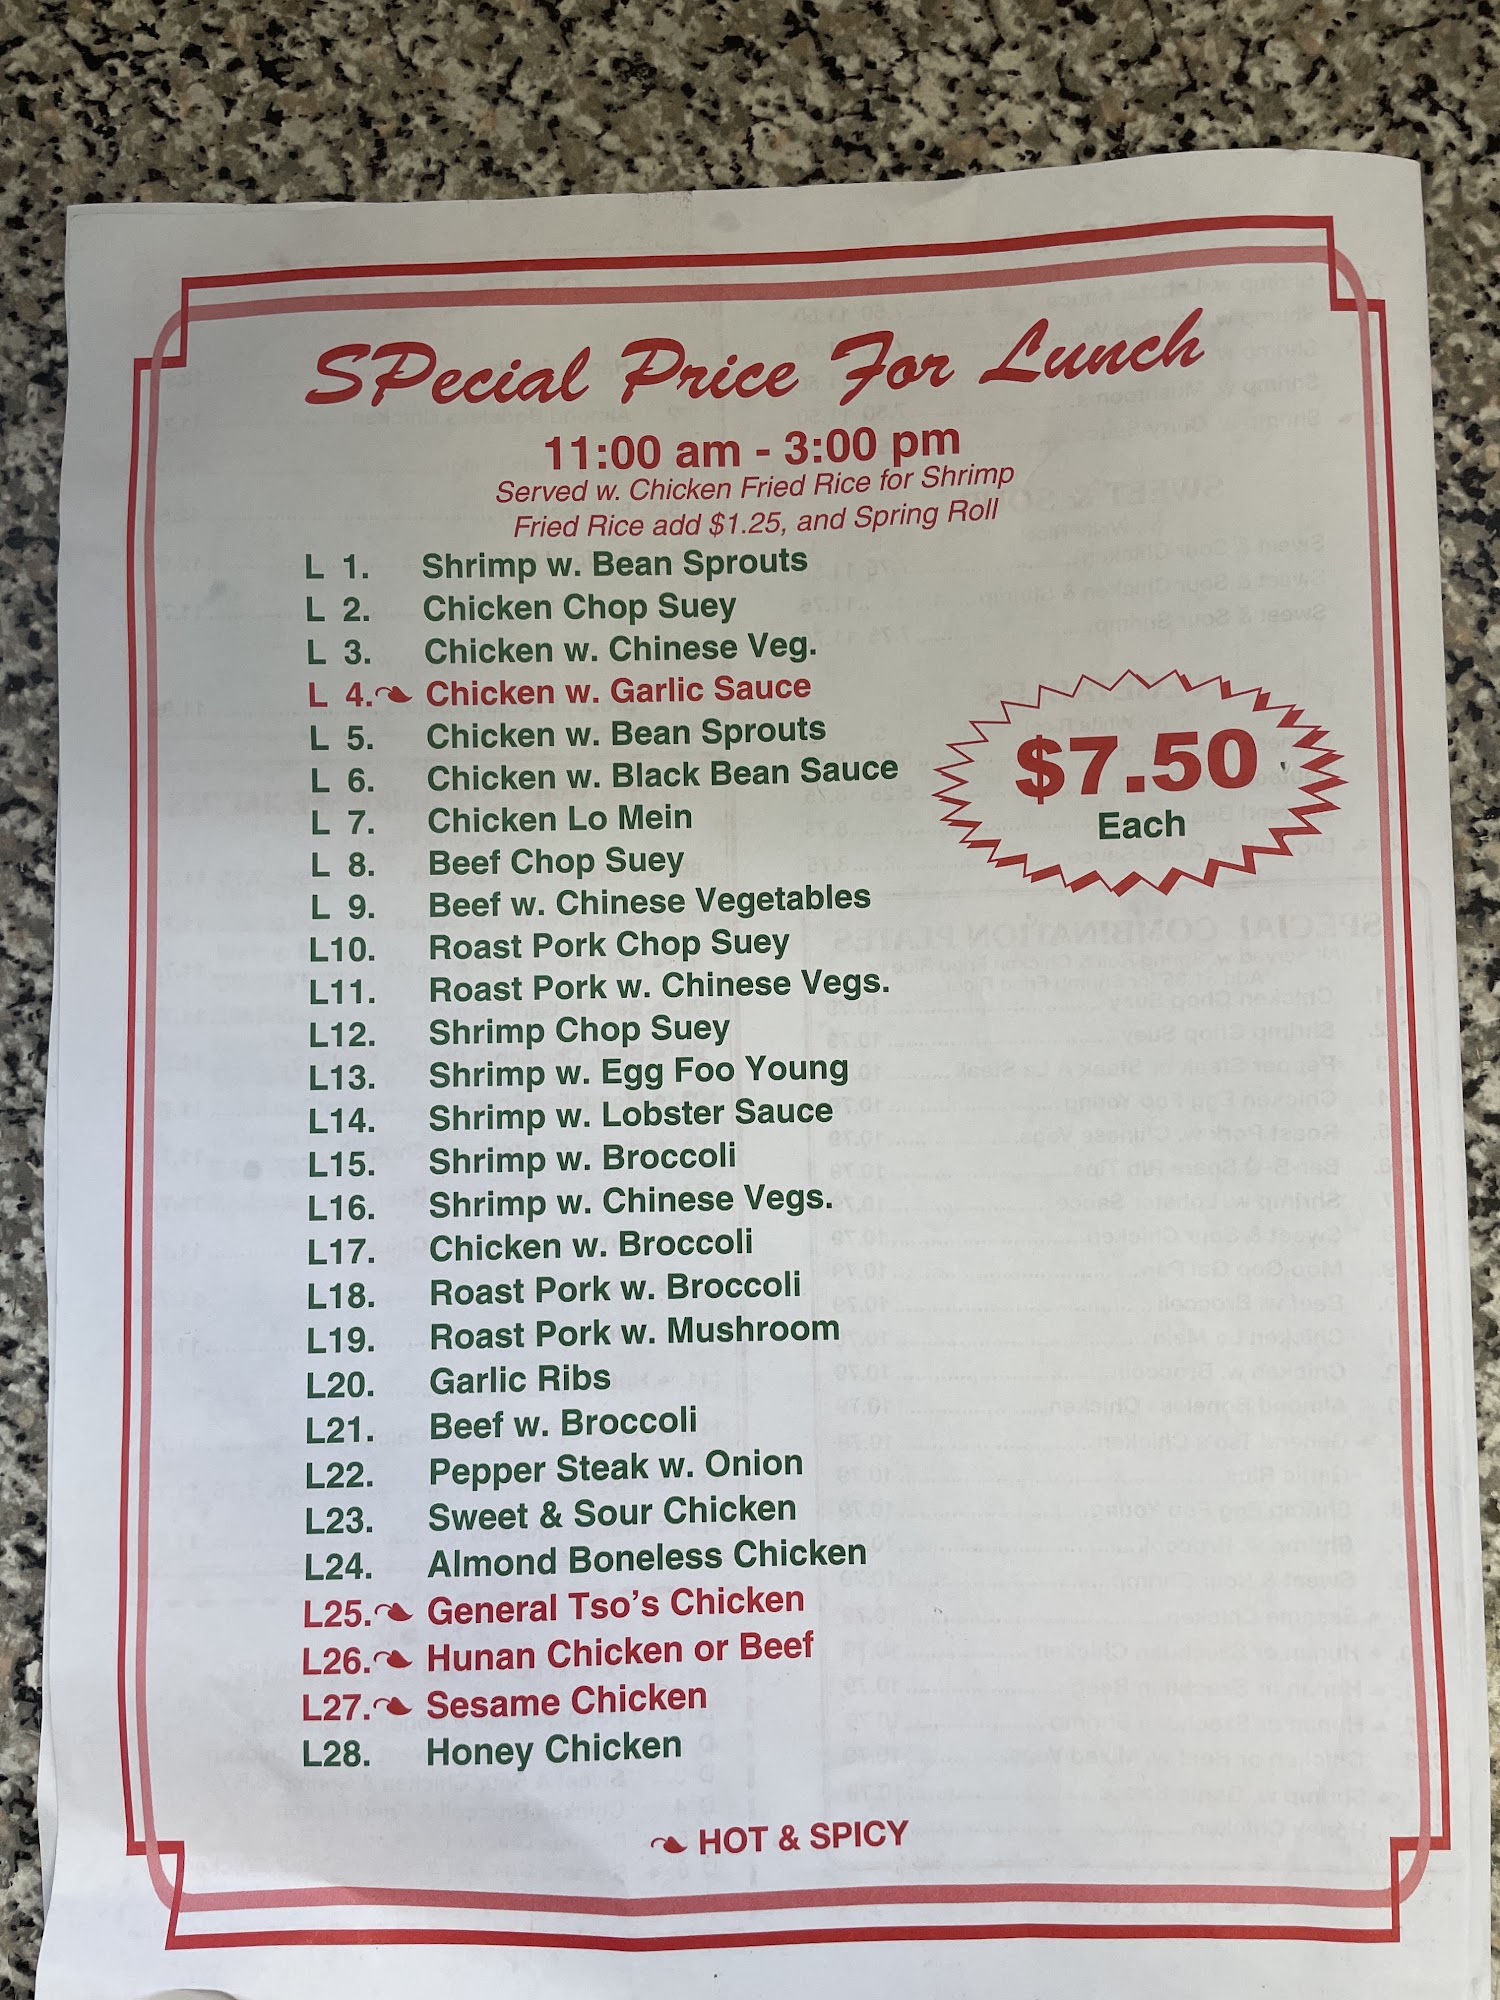 SPecial Price For Lunch
11:00 am - 3:00 pm
Served w. Chicken Fried Rice for Shrimp
Fried Rice add $1.25, and Spring Roll
L 1. Shrimp w. Bean Sprouts
L 2. Chicken Chop Suey
L 3. Chicken w. Chinese Veg.
L 4. Chicken w. Garlic Sauce
L 5. Chicken w. Bean Sprouts
L 6. Chicken w. Black Bean Sauce
L 7. Chicken Lo Mein
L 8. Beef Chop Suey
L 9. Beef w. Chinese Vegetables
L10. Roast Pork Chop Suey
L11. Roast Pork w. Chinese Vegs.
L12. Shrimp Chop Suey
L13. Shrimp w. Egg Foo Young
L14. Shrimp w. Lobster Sauce
L15. Shrimp w. Broccoli
L16. Shrimp w. Chinese Vegs.
L17. Chicken w. Broccoli
L18. Roast Pork w. Broccoli
L19. Roast Pork w. Mushroom
L20. Garlic Ribs
L21. Beef w. Broccoli
L22. Pepper Steak w. Onion
L23. Sweet & Sour Chicken
L24. Almond Boneless Chicken
L25. General Tso's Chicken
L26. Hunan Chicken or Beef
L27. Sesame Chicken
L28. Honey Chicken
$7.50
Each
HOT & SPICY